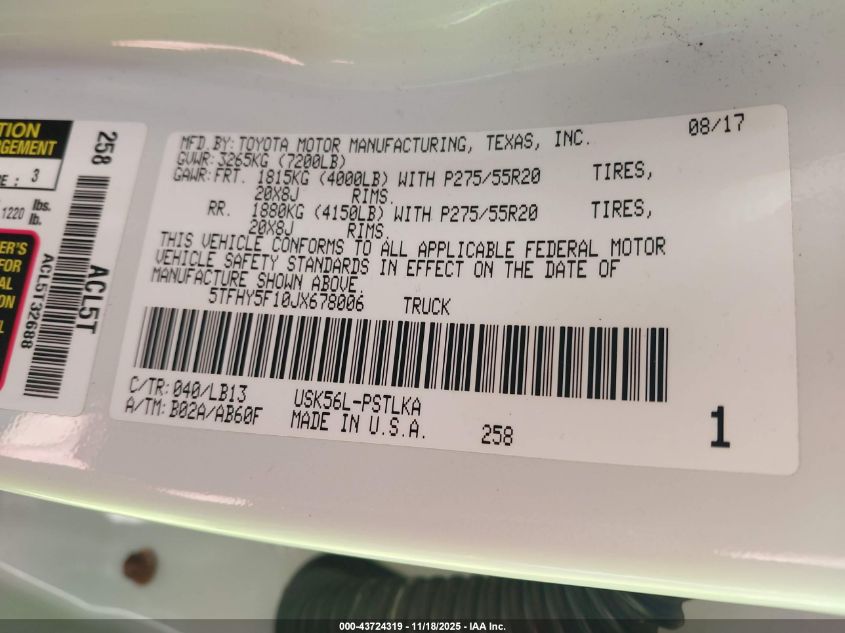 MFD.BY: TOYOTA MOTOR MANUFACTURING, TEXAS, INC. 08/17
GVWR: 3265KG (7200LB)
GAWR: FRT. 1815KG (4000LB) WITH P275/55R20 TIRES,
20X8J RIMS.
RR. 1880KG (4150LB) WITH P275/55R20 TIRES,
20X8J RIMS.
THIS VEHICLE CONFORMS TO ALL APPLICABLE FEDERAL MOTOR
VEHICLE SAFETY STANDARDS IN EFFECT ON THE DATE OF
MANUFACTURE SHOWN ABOVE.
5TFHY5F10JX678006 TRUCK
C/TR: 040/LB13 USK56L-PSTLKA
A/TM: B02A/AB60F MADE IN U.S.A. 258 1
258
ACL5T
ACL5T32688
3
1220 lbs.
lb.
FOR
000-43724319 - 11/18/2025 - IAA Inc.